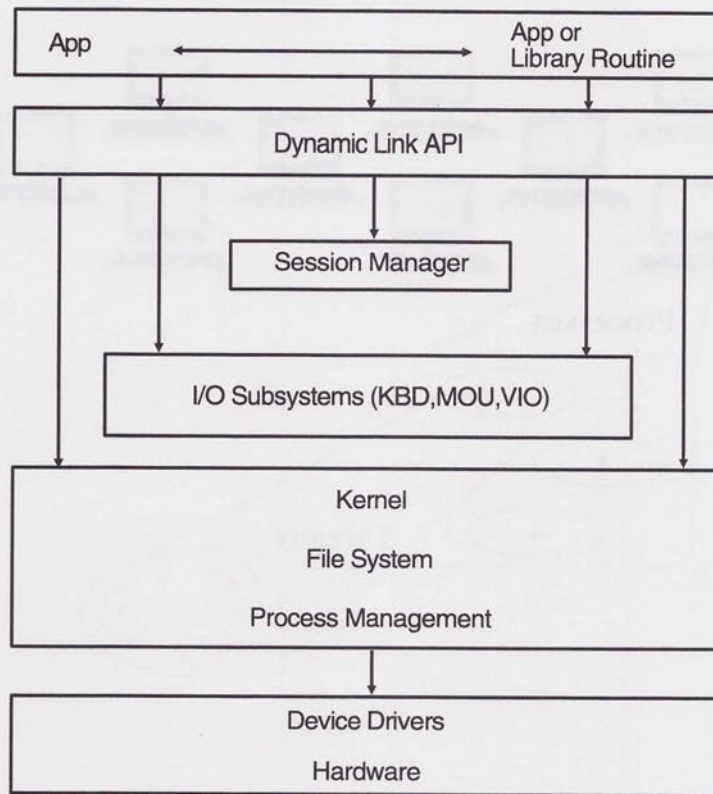 App
App or
Library Routine
Dynamic Link API
Session Manager
I/O Subsystems (KBD,MOU,VIO)
Kernel
File System
Process Management
Device Drivers
Hardware